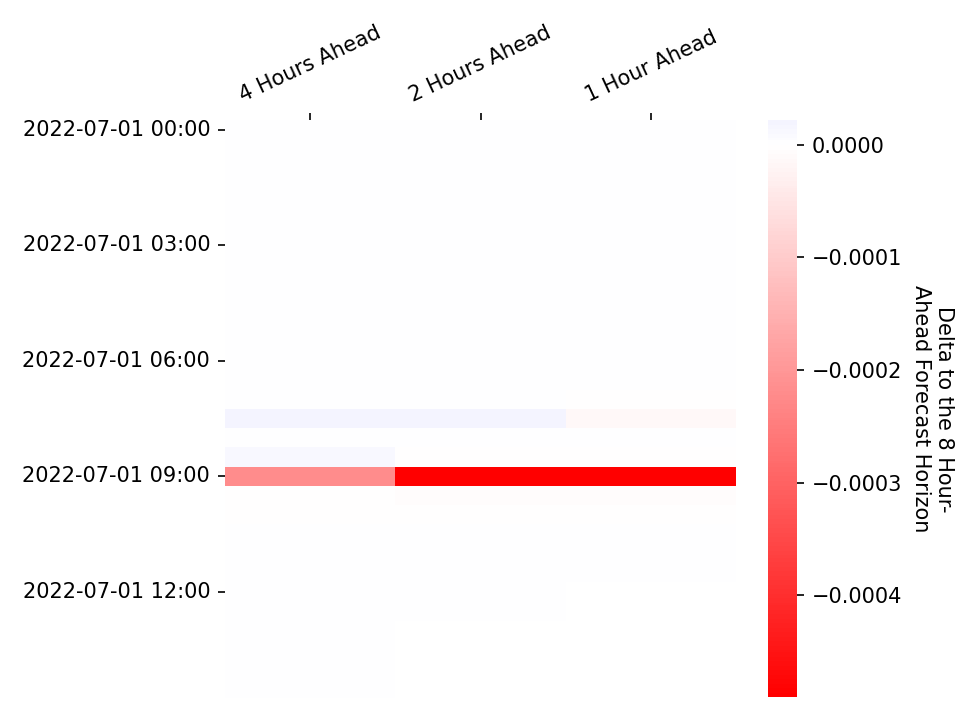 4 Hours Ahead
2 Hours Ahead
1 Hour Ahead
2022-07-01 00:00
2022-07-01 03:00
2022-07-01 06:00
2022-07-01 09:00
2022-07-01 12:00
0.0000
−0.0001
−0.0002
−0.0003
−0.0004
Delta to the 8 Hour-
Ahead Forecast Horizon